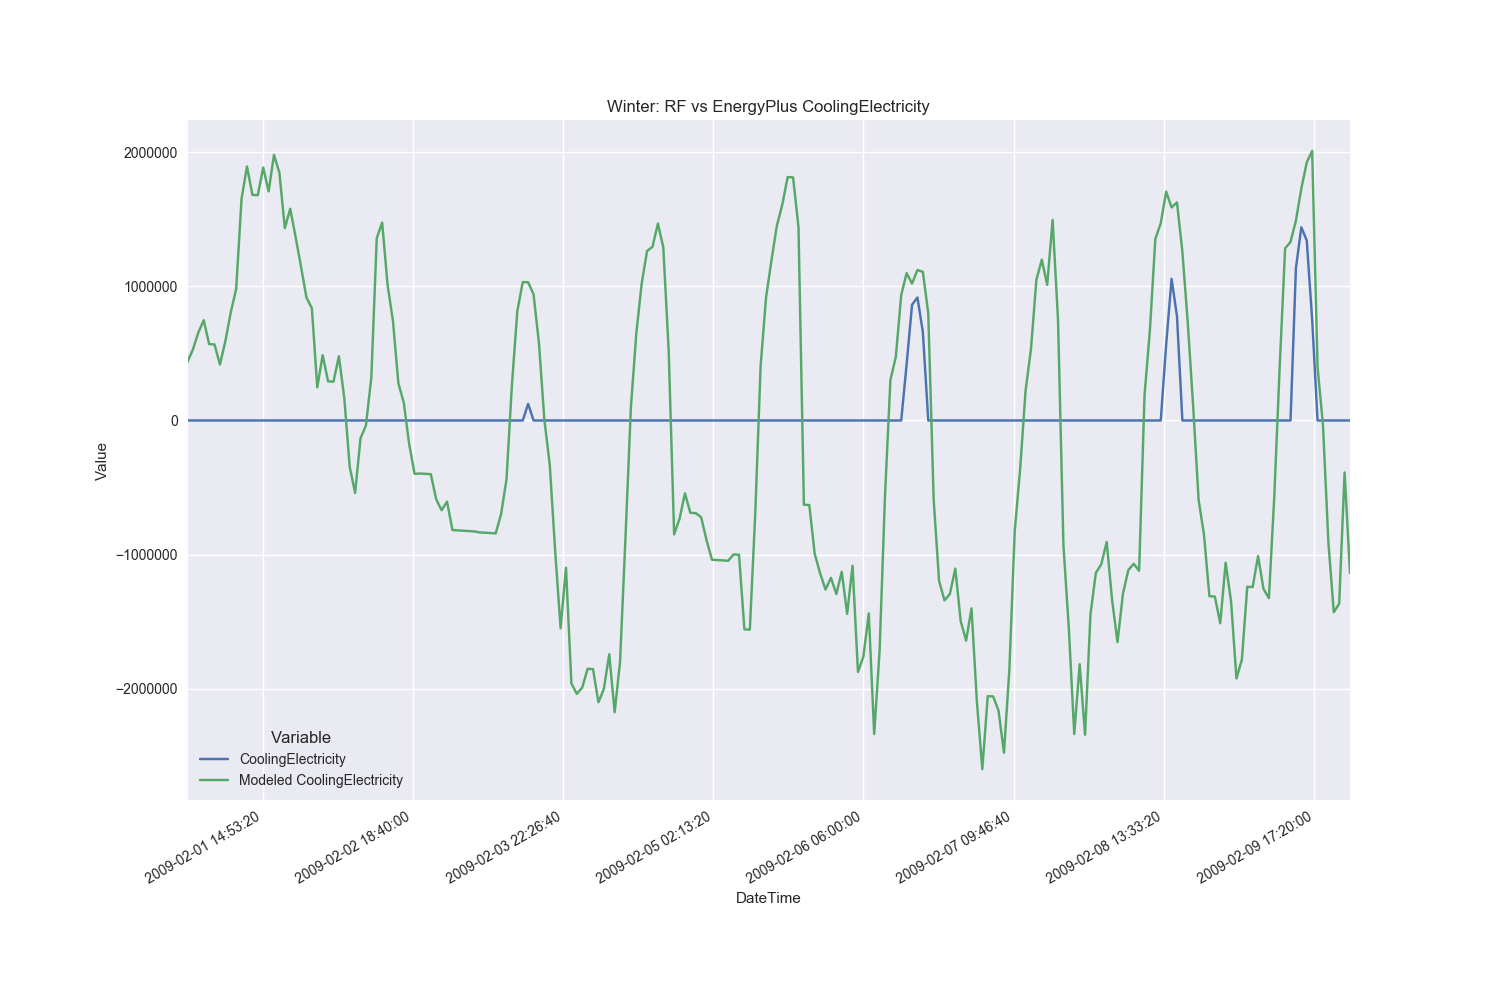 Winter: RF vs EnergyPlus CoolingElectricity
2000000
1000000
0
−1000000
−2000000
Value
Variable
CoolingElectricity
Modeled CoolingElectricity
2009-02-01 14:53:20
2009-02-02 18:40:00
2009-02-03 22:26:40
2009-02-05 02:13:20
2009-02-06 06:00:00
2009-02-07 09:46:40
2009-02-08 13:33:20
2009-02-09 17:20:00
DateTime